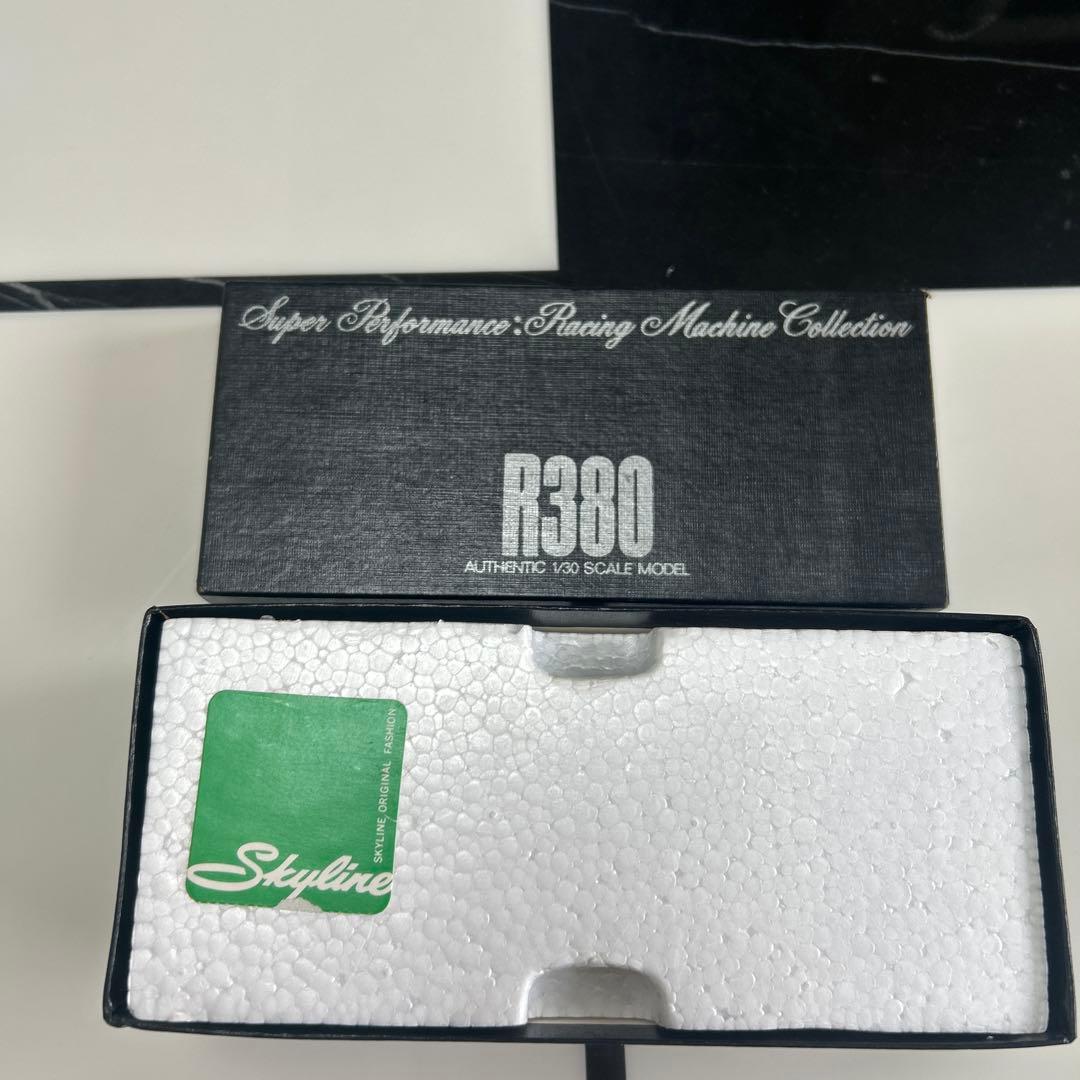 Super Performance: Racing Machine Collection
R380
AUTHENTIC 1/30 SCALE MODEL
SKYLINE ORIGINAL FASHION
Skyline